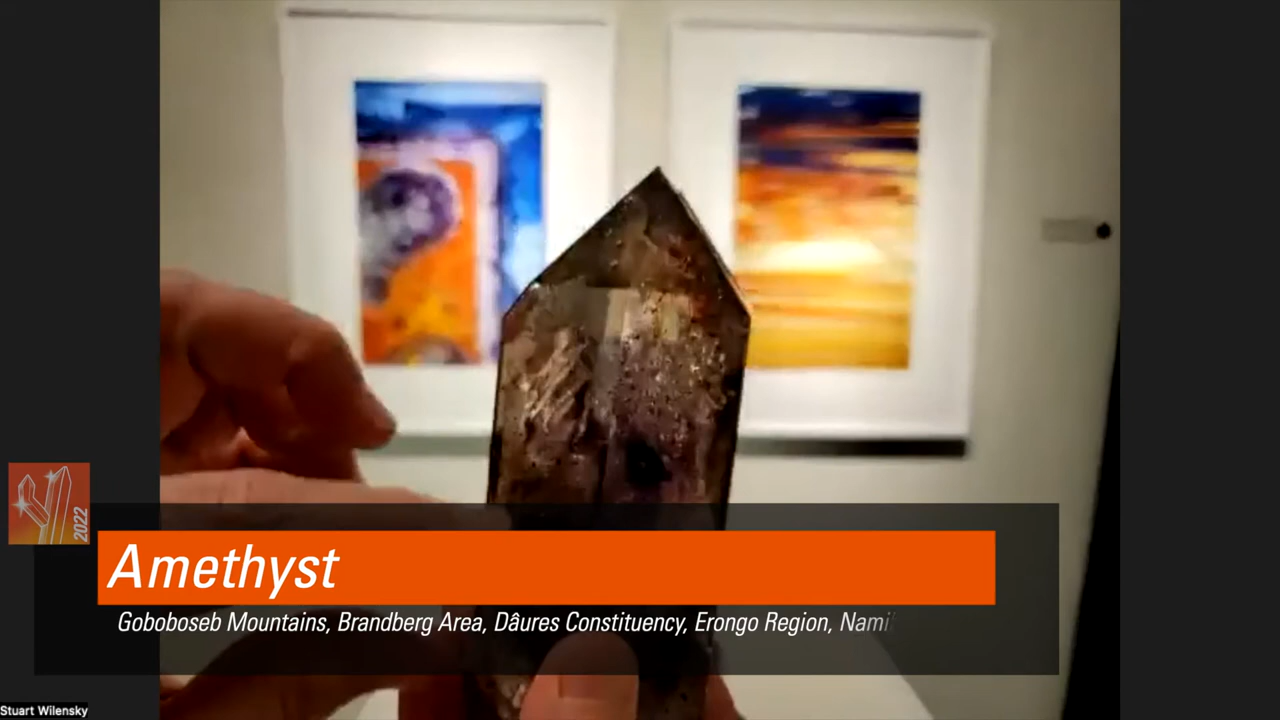 2022
Amethyst
Goboboseb Mountains, Brandberg Area, Dâures Constituency, Erongo Region, Nami
Stuart Wilensky